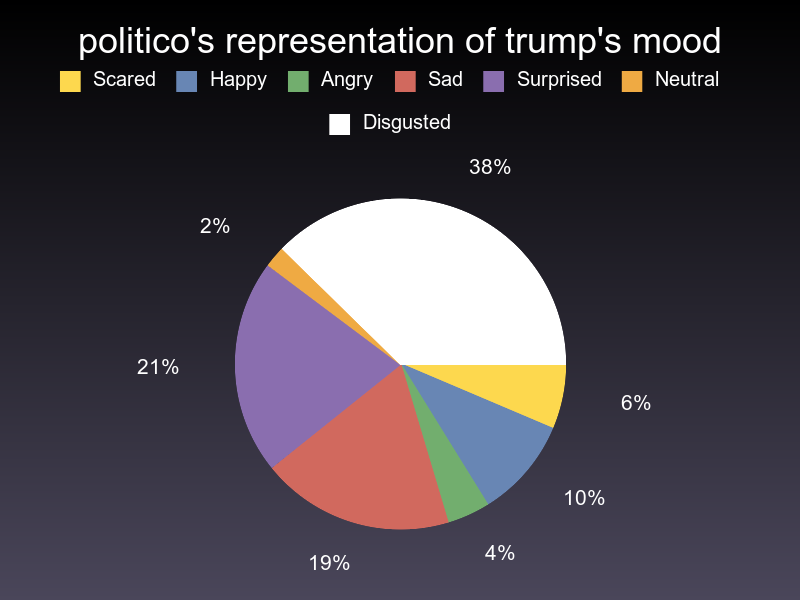 politico's representation of trump's mood
Scared Happy Angry Sad Surprised Neutral
Disgusted
38%
2%
21%
6%
10%
4%
19%